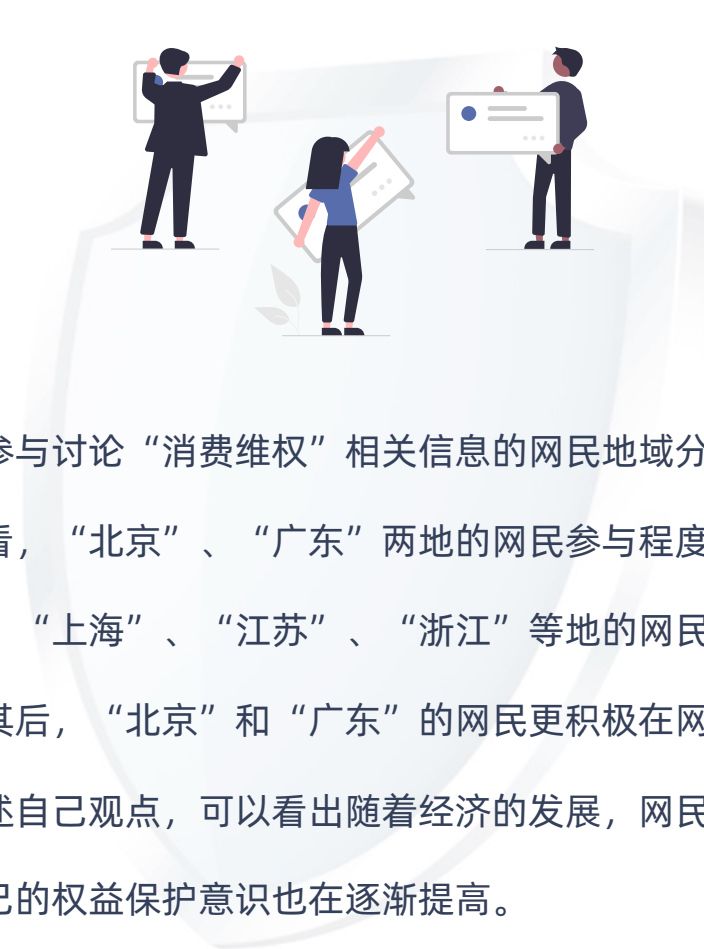 参与讨论“消费维权”相关信息的网民地域分
看，“北京”、“广东”两地的网民参与程度
“上海”、“江苏”、“浙江”等地的网民
其后，“北京”和“广东”的网民更积极在网
述自己观点，可以看出随着经济的发展，网民
己的权益保护意识也在逐渐提高。